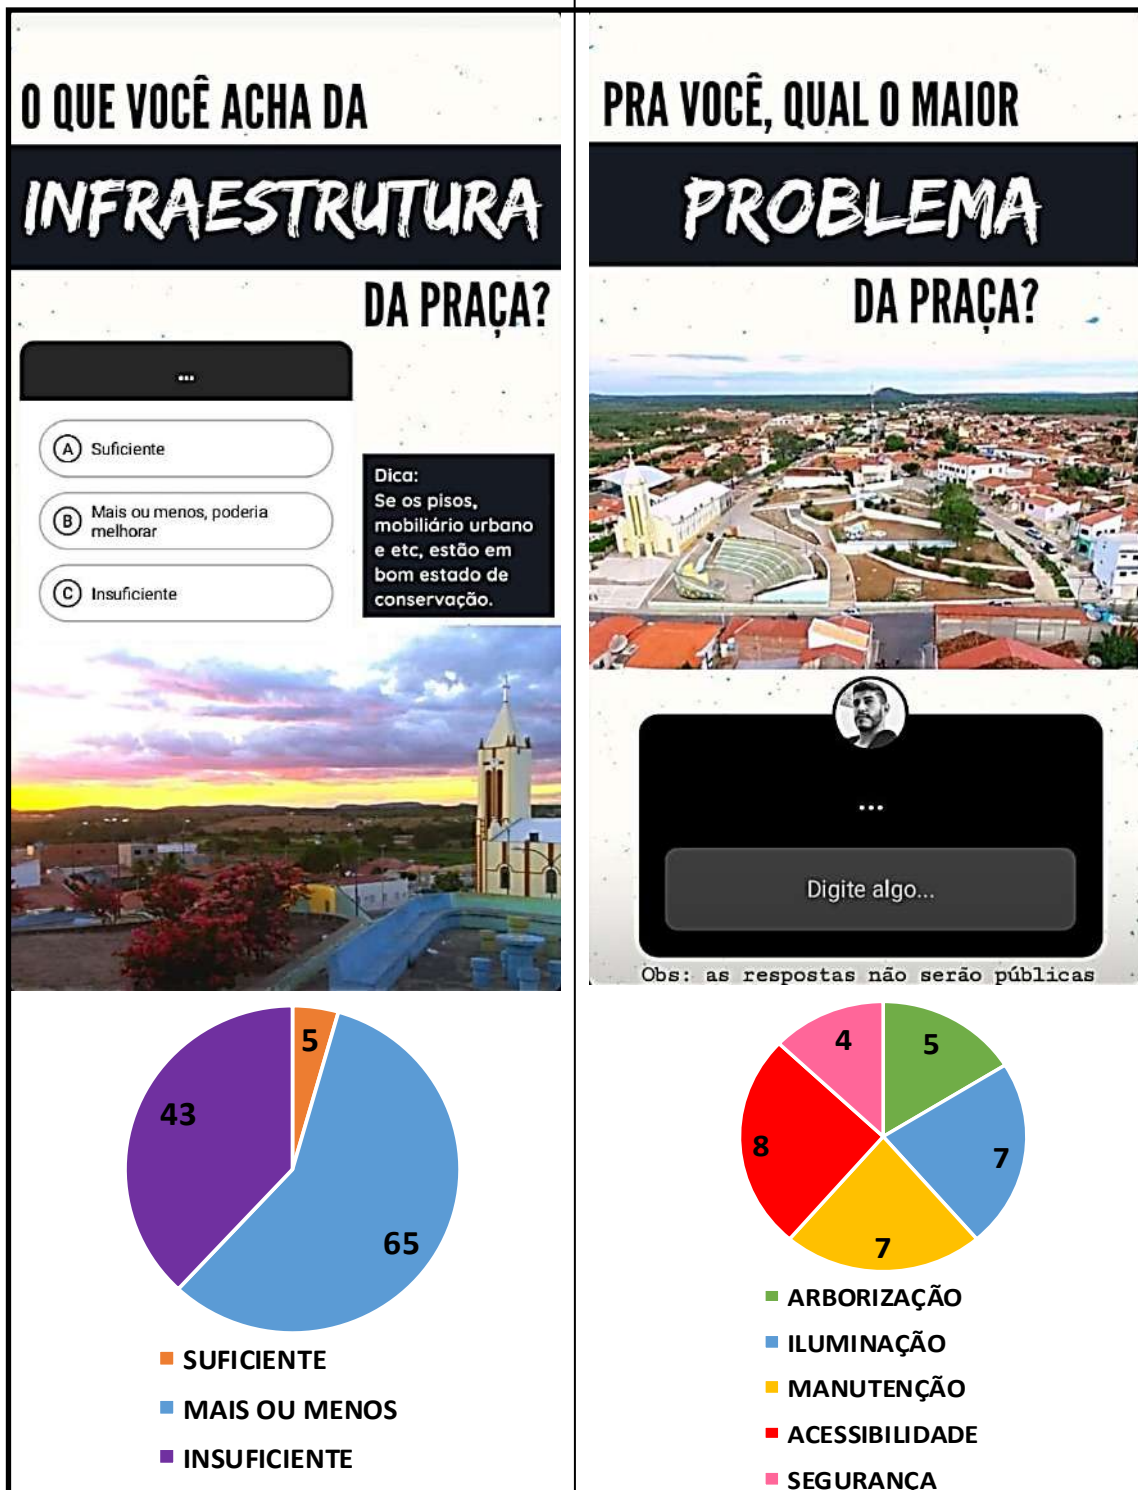 O QUE VOCÊ ACHA DA
INFRAESTRUTURA
DA PRAÇA?
...
A Suficiente
B Mais ou menos, poderia
melhorar
C Insuficiente
Dica:
Se os pisos,
mobiliário urbano
e etc, estão em
bom estado de
conservação.
5
43
65
SUFICIENTE
MAIS OU MENOS
INSUFICIENTE
PRA VOCÊ, QUAL O MAIOR
PROBLEMA
DA PRAÇA?
...
Digite algo...
Obs: as respostas não serão públicas
4
5
8
7
7
ARBORIZAÇÃO
ILUMINAÇÃO
MANUTENÇÃO
ACESSIBILIDADE
SEGURANÇA